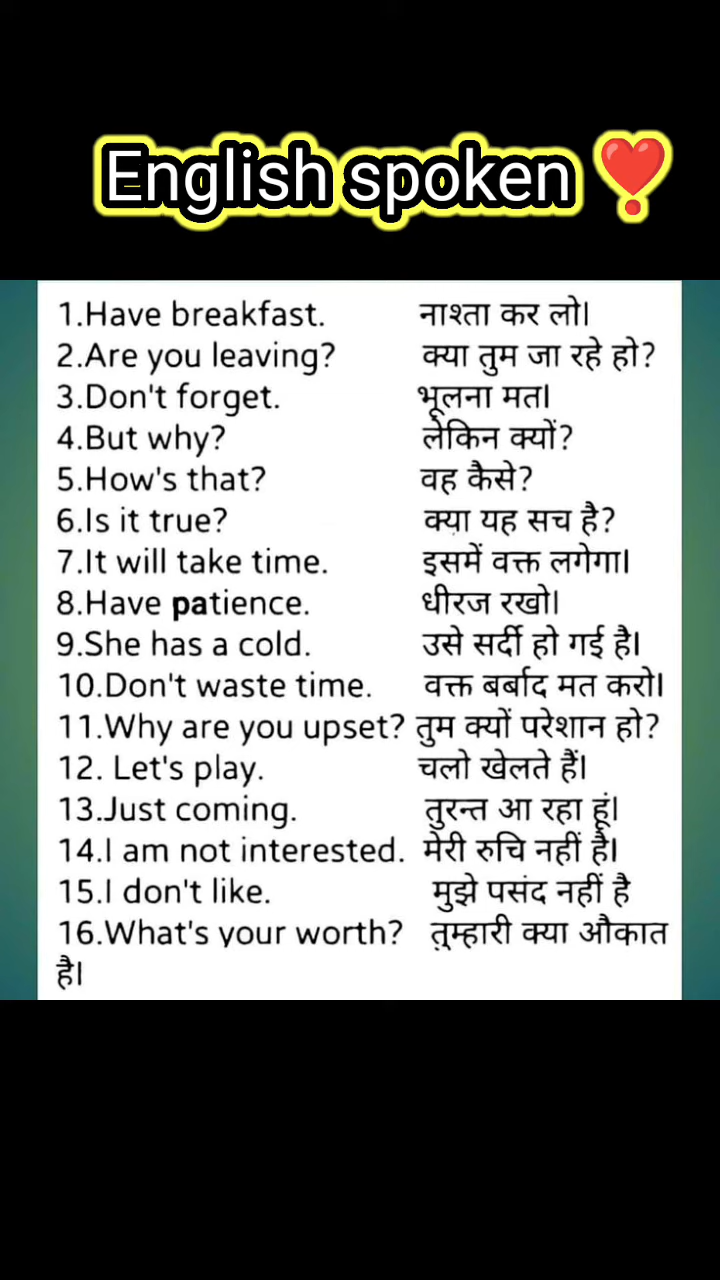 English spoken ❣️
1.Have breakfast. नाश्ता कर लो।
2.Are you leaving? क्या तुम जा रहे हो?
3.Don't forget. भूलना मत।
4.But why? लेकिन क्यों?
5.How's that? वह कैसे?
6.Is it true? क्या यह सच है?
7.It will take time. इसमें वक्त लगेगा।
8.Have patience. धीरज रखो।
9.She has a cold. उसे सर्दी हो गई है।
10.Don't waste time. वक्त बर्बाद मत करो।
11.Why are you upset? तुम क्यों परेशान हो?
12. Let's play. चलो खेलते हैं।
13.Just coming. तुरन्त आ रहा हूं।
14.I am not interested. मेरी रुचि नहीं है।
15.I don't like. मुझे पसंद नहीं है
16.What's your worth? तुम्हारी क्या औकात
है।